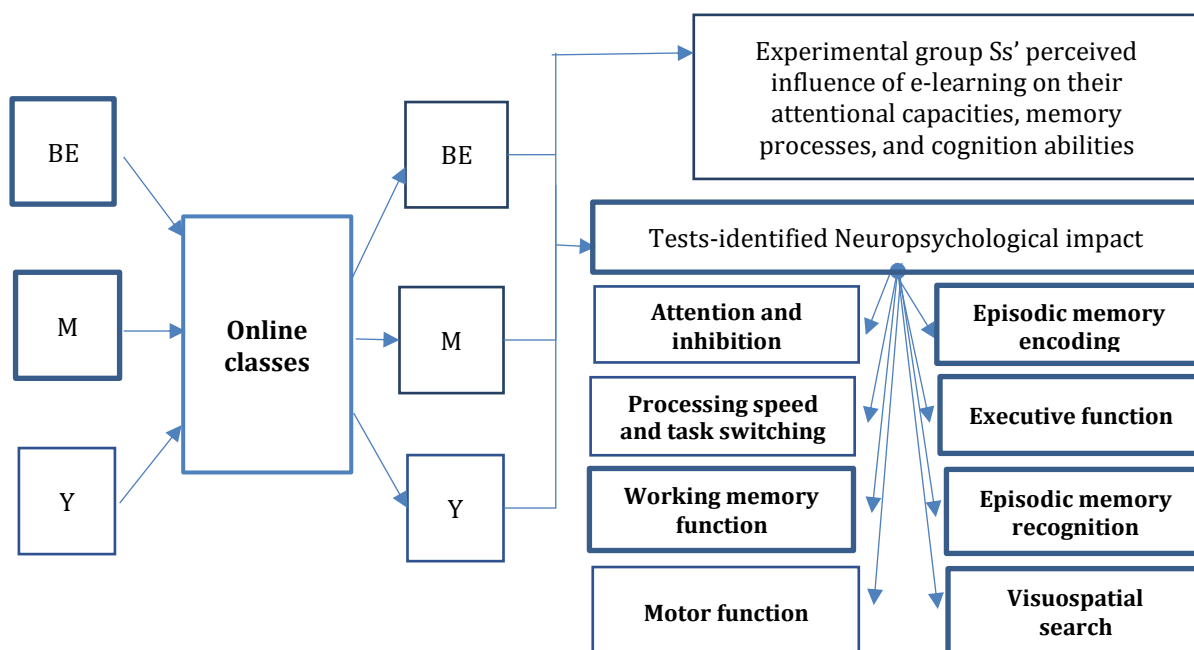 BE
M
Y
Online
classes
BE
M
Y
Experimental group Ss’ perceived
influence of e-learning on their
attentional capacities, memory
processes, and cognition abilities
Tests-identified Neuropsychological impact
Attention and
inhibition
Episodic memory
encoding
Processing speed
and task switching
Executive function
Working memory
function
Episodic memory
recognition
Motor function
Visuospatial
search